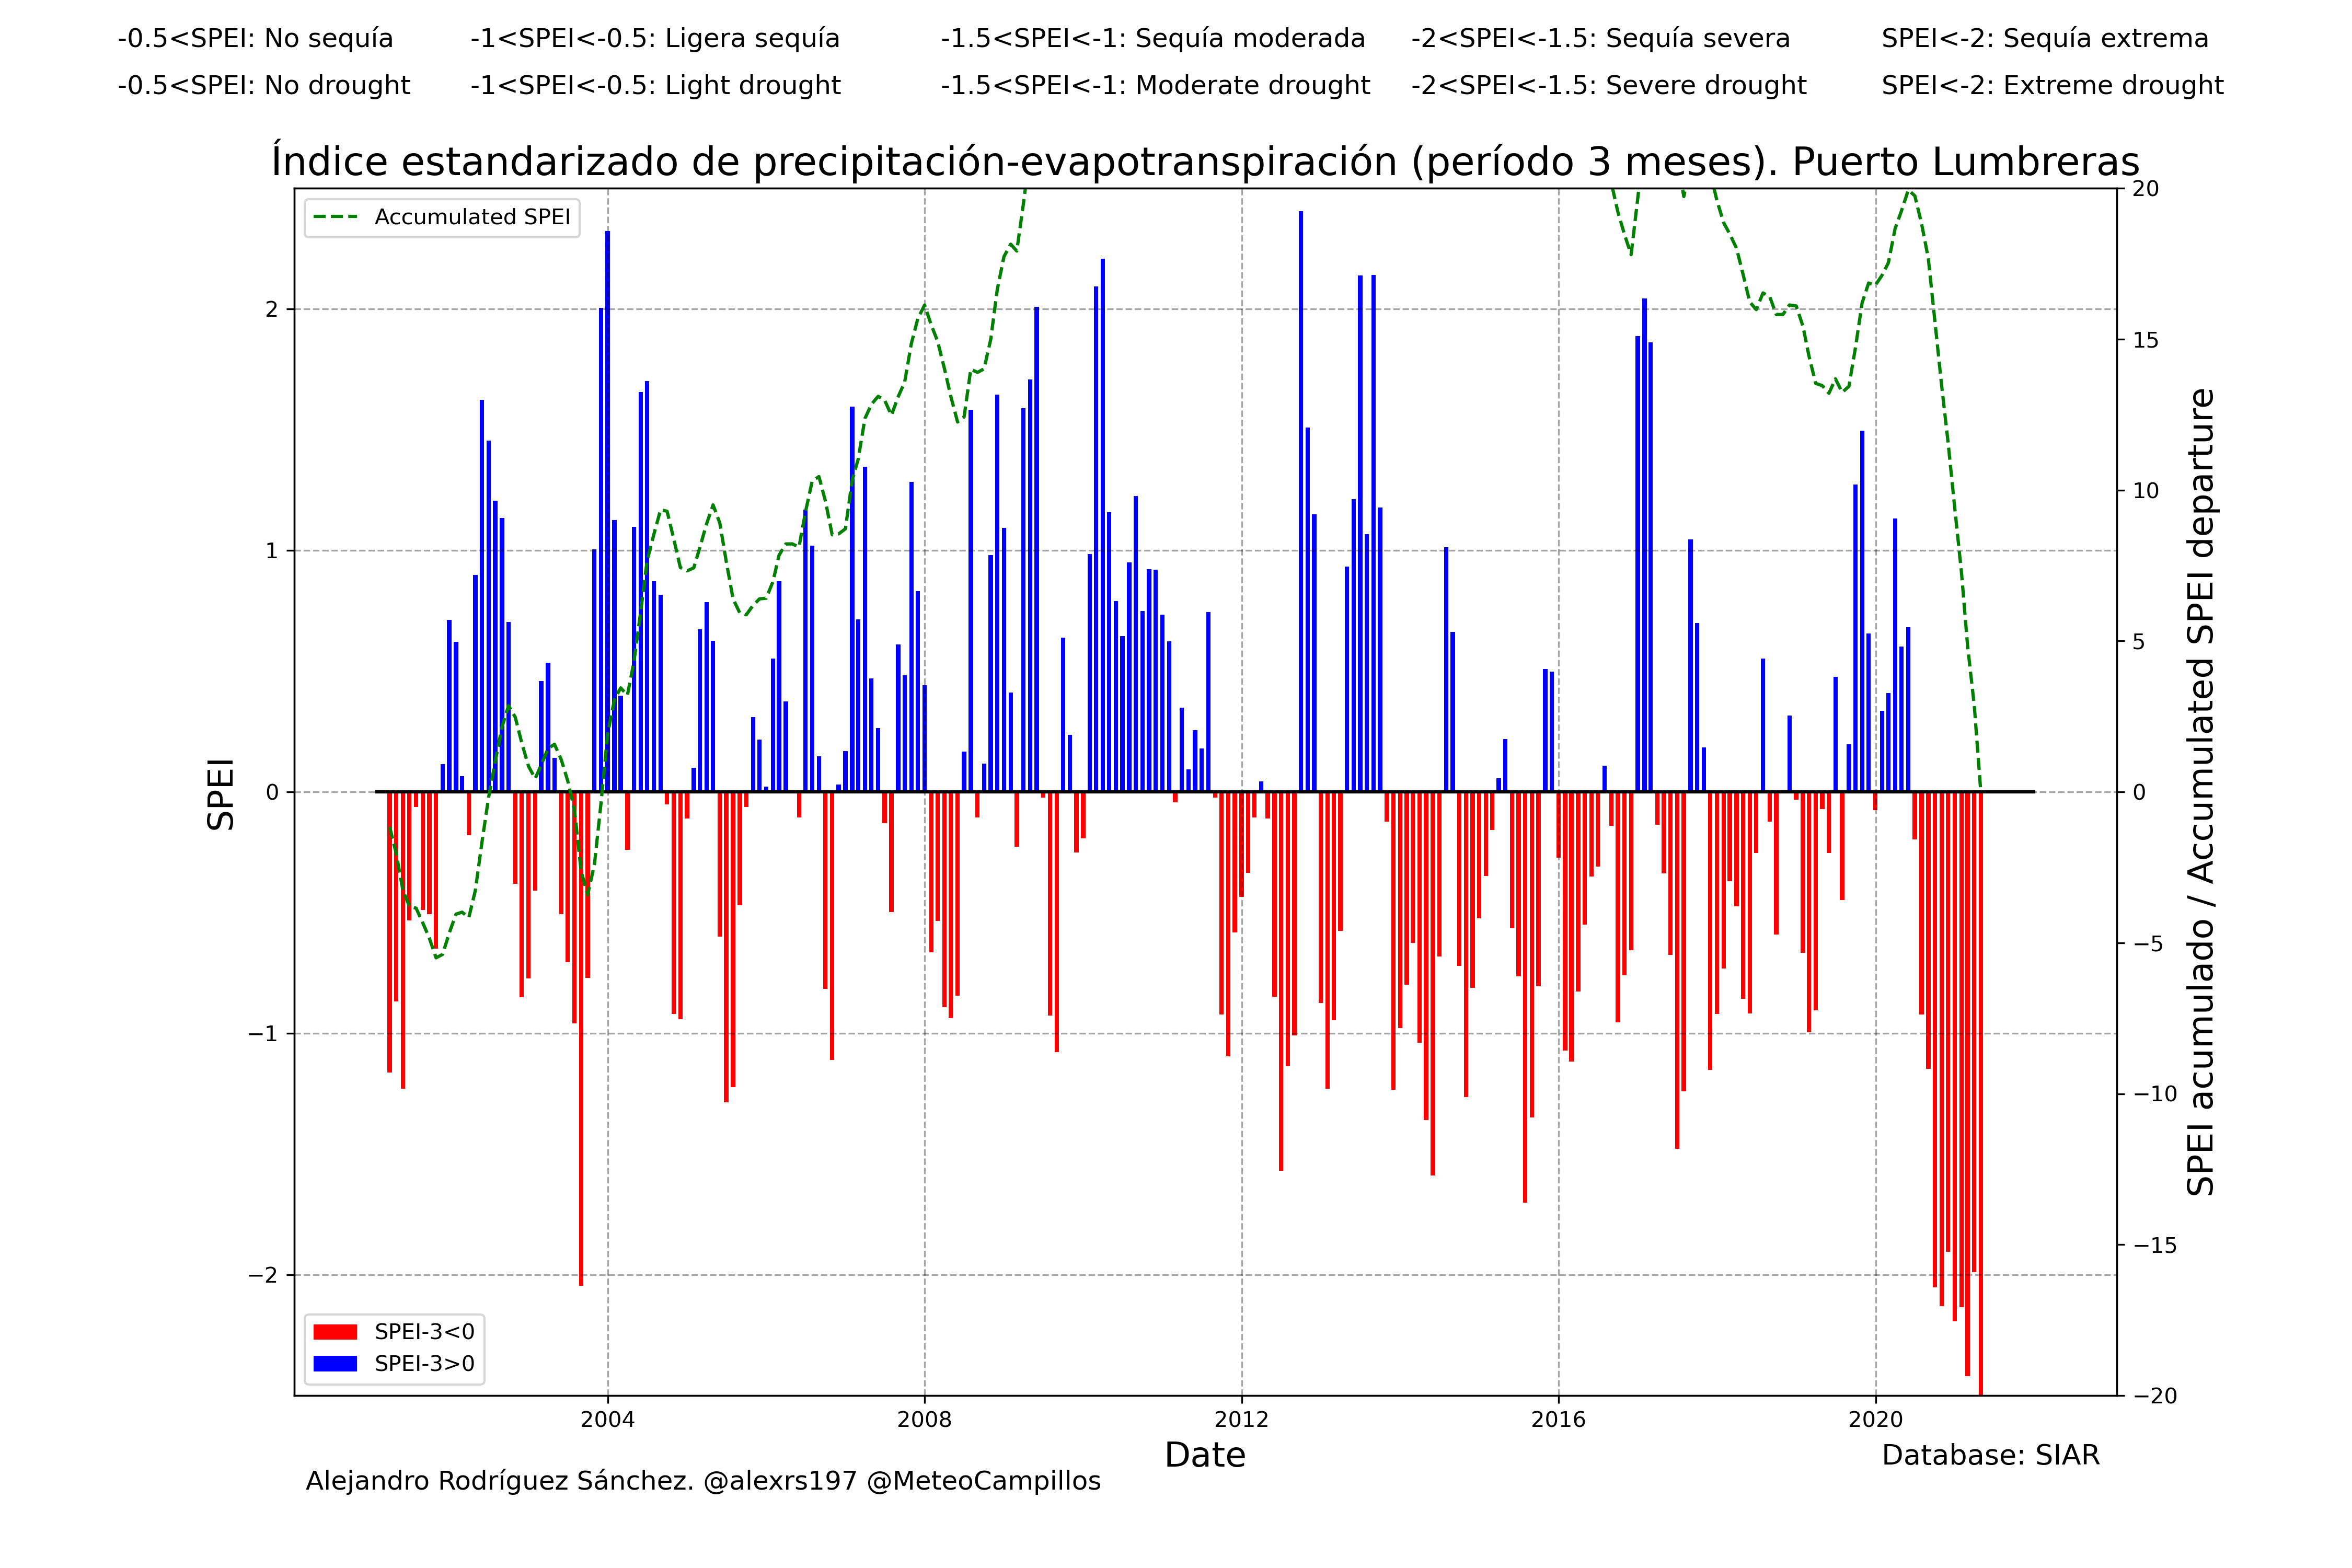 -0.5<SPEI: No sequía -1<SPEI<-0.5: Ligera sequía -1.5<SPEI<-1: Sequía moderada -2<SPEI<-1.5: Sequía severa SPEI<-2: Sequía extrema
-0.5<SPEI: No drought -1<SPEI<-0.5: Light drought -1.5<SPEI<-1: Moderate drought -2<SPEI<-1.5: Severe drought SPEI<-2: Extreme drought
Índice estandarizado de precipitación-evapotranspiración (período 3 meses). Puerto Lumbreras
Accumulated SPEI
2
1
0
−1
−2
SPEI
20
15
10
5
0
−5
−10
−15
−20
SPEI acumulado / Accumulated SPEI departure
SPEI-3<0
SPEI-3>0
2004 2008 2012 2016 2020
Date
Database: SIAR
Alejandro Rodríguez Sánchez. @alexrs197 @MeteoCampillos